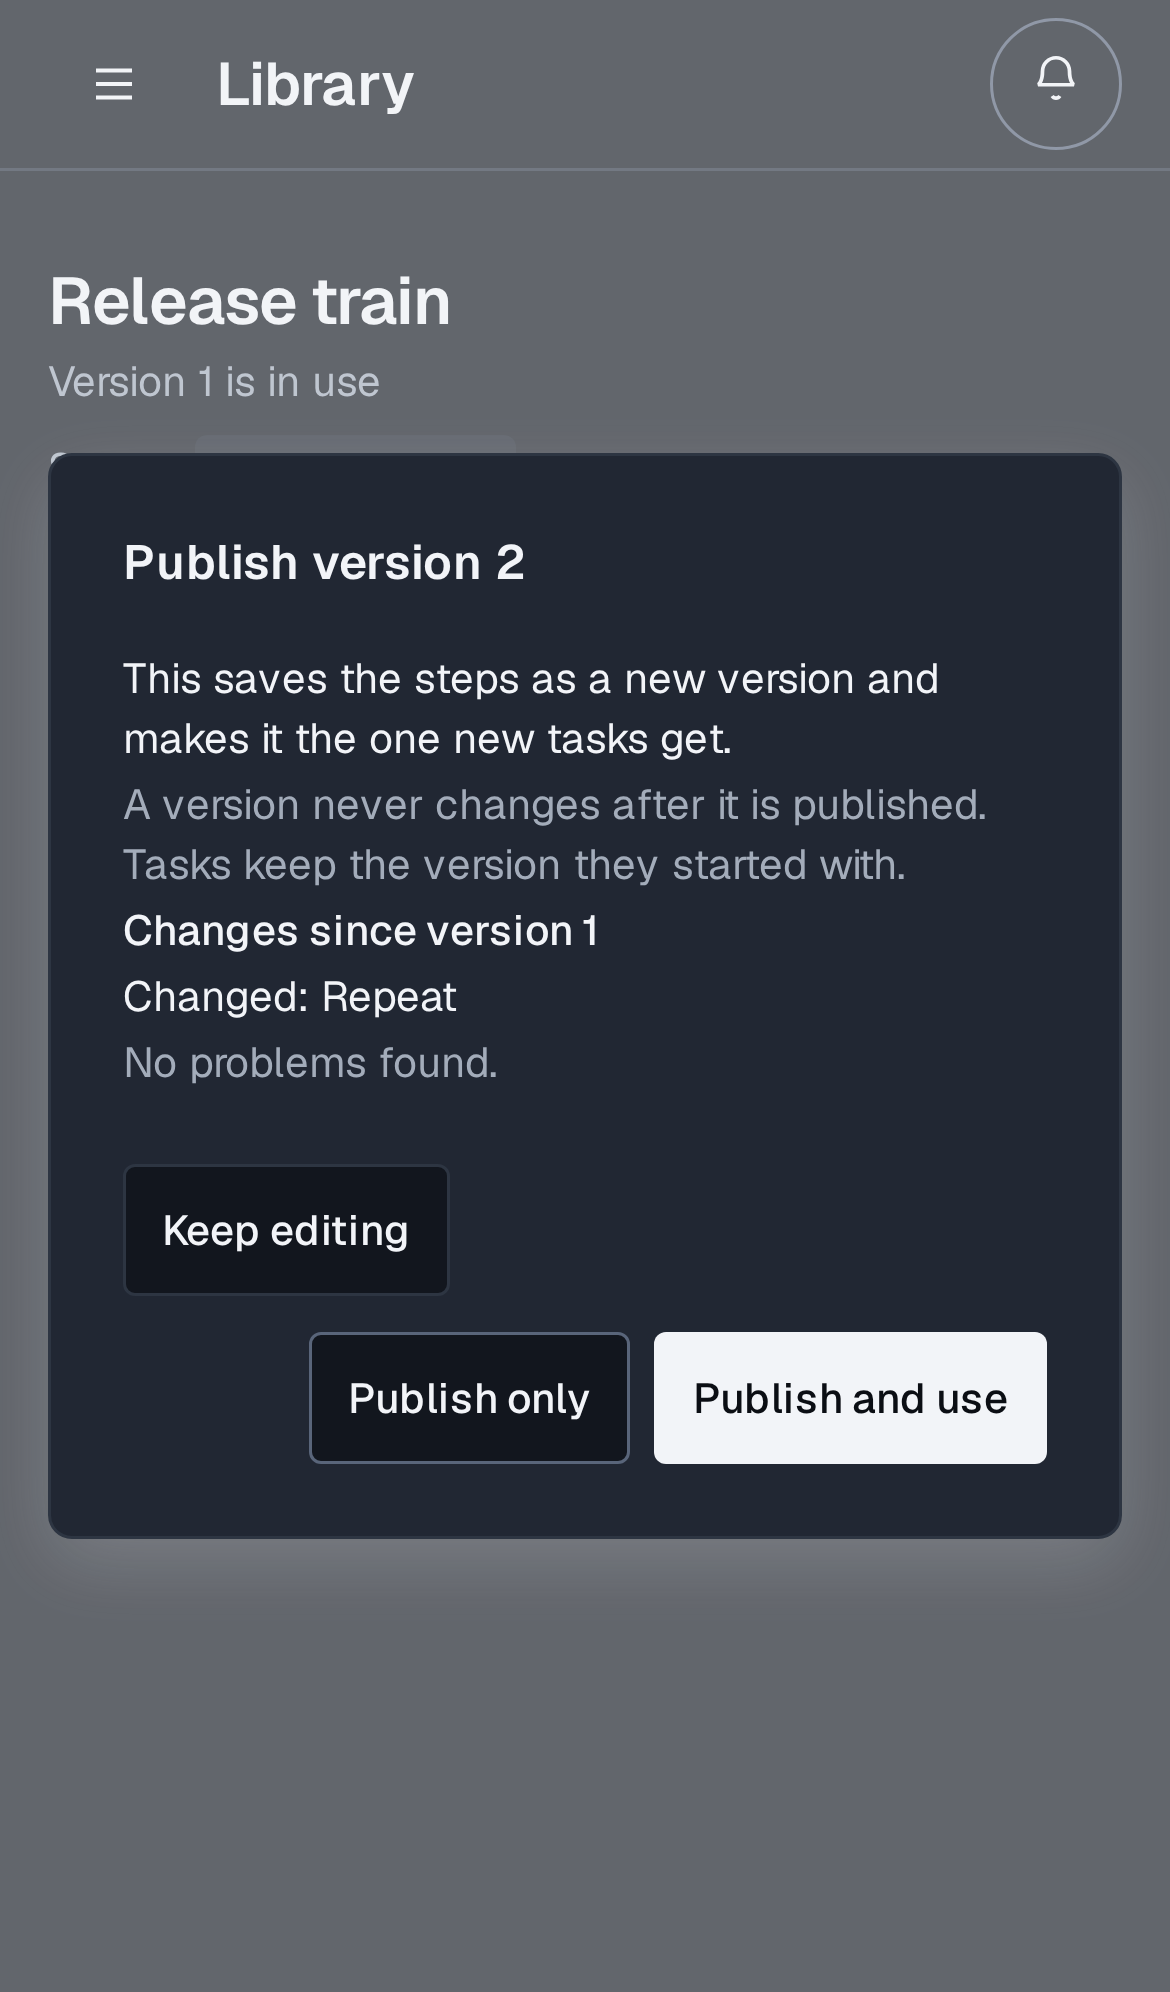 Library
Release train
Version 1 is in use
Publish version 2
This saves the steps as a new version and
makes it the one new tasks get.
A version never changes after it is published.
Tasks keep the version they started with.
Changes since version 1
Changed: Repeat
No problems found.
Keep editing
Publish only
Publish and use